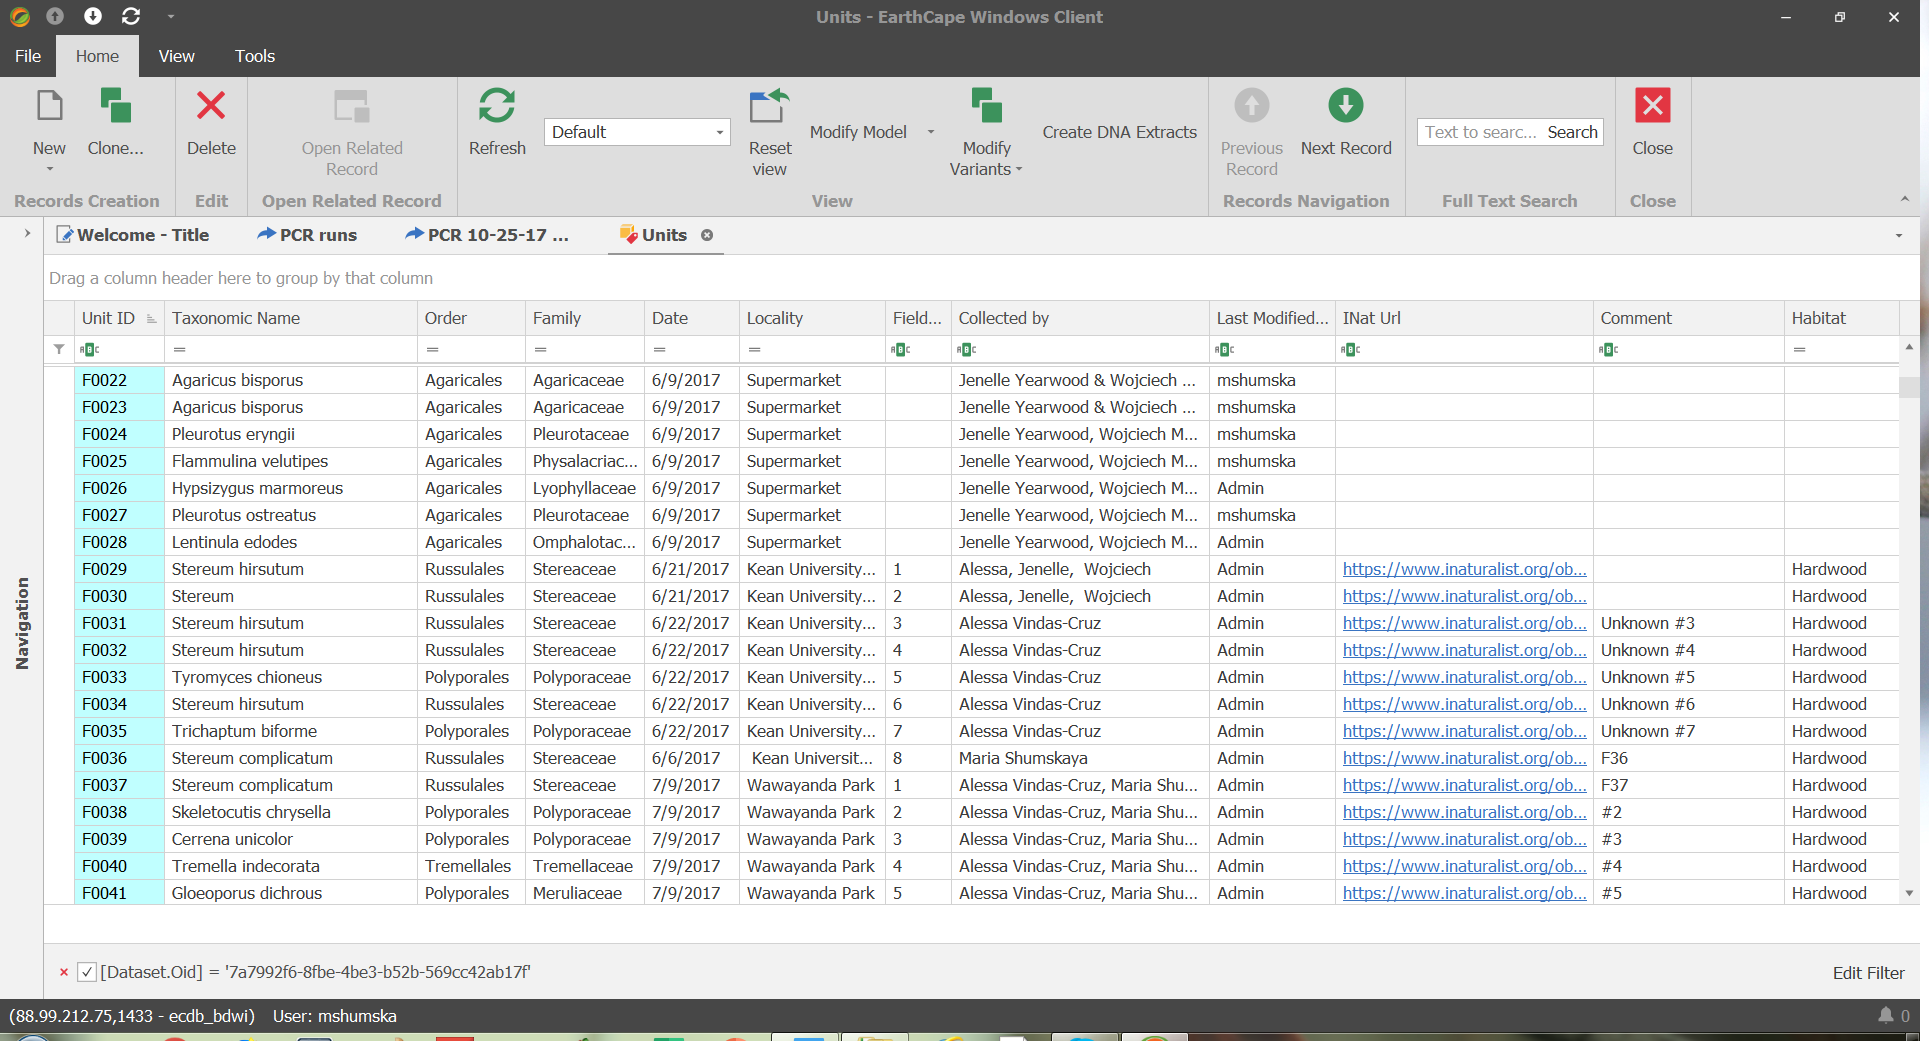 Units - EarthCape Windows Client
File Home View Tools
New Clone... Delete Open Related Record Refresh Default Reset view Modify Model Modify Variants Create DNA Extracts Previous Record Next Record Text to searc... Search Close
Records Creation Edit Open Related Record View Records Navigation Full Text Search Close
Welcome - Title PCR runs PCR 10-25-17 ... Units
Drag a column header here to group by that column
Unit ID Taxonomic Name Order Family Date Locality Field... Collected by Last Modified... INat Url Comment Habitat
F0022 Agaricus bisporus Agaricales Agaricaceae 6/9/2017 Supermarket Jenelle Yearwood & Wojciech ... mshumska
F0023 Agaricus bisporus Agaricales Agaricaceae 6/9/2017 Supermarket Jenelle Yearwood & Wojciech ... mshumska
F0024 Pleurotus eryngii Agaricales Pleurotaceae 6/9/2017 Supermarket Jenelle Yearwood, Wojciech M... mshumska
F0025 Flammulina velutipes Agaricales Physalacriac... 6/9/2017 Supermarket Jenelle Yearwood, Wojciech M... mshumska
F0026 Hypsizygus marmoreus Agaricales Lyophyllaceae 6/9/2017 Supermarket Jenelle Yearwood, Wojciech M... Admin
F0027 Pleurotus ostreatus Agaricales Pleurotaceae 6/9/2017 Supermarket Jenelle Yearwood, Wojciech M... mshumska
F0028 Lentinula edodes Agaricales Omphalotac... 6/9/2017 Supermarket Jenelle Yearwood, Wojciech M... Admin
F0029 Stereum hirsutum Russulales Stereaceae 6/21/2017 Kean University... 1 Alessa, Jenelle, Wojciech Admin https://www.inaturalist.org/ob... Hardwood
F0030 Stereum Russulales Stereaceae 6/21/2017 Kean University... 2 Alessa, Jenelle, Wojciech Admin https://www.inaturalist.org/ob... Hardwood
F0031 Stereum hirsutum Russulales Stereaceae 6/22/2017 Kean University... 3 Alessa Vindas-Cruz Admin https://www.inaturalist.org/ob... Unknown #3 Hardwood
F0032 Stereum hirsutum Russulales Stereaceae 6/22/2017 Kean University... 4 Alessa Vindas-Cruz Admin https://www.inaturalist.org/ob... Unknown #4 Hardwood
F0033 Tyromyces chioneus Polyporales Polyporaceae 6/22/2017 Kean University... 5 Alessa Vindas-Cruz Admin https://www.inaturalist.org/ob... Unknown #5 Hardwood
F0034 Stereum hirsutum Russulales Stereaceae 6/22/2017 Kean University... 6 Alessa Vindas-Cruz Admin https://www.inaturalist.org/ob... Unknown #6 Hardwood
F0035 Trichaptum biforme Polyporales Polyporaceae 6/22/2017 Kean University... 7 Alessa Vindas-Cruz Admin https://www.inaturalist.org/ob... Unknown #7 Hardwood
F0036 Stereum complicatum Russulales Stereaceae 6/6/2017 Kean Universit... 8 Maria Shumskaya Admin https://www.inaturalist.org/ob... F36 Hardwood
F0037 Stereum complicatum Russulales Stereaceae 7/9/2017 Wawayanda Park 1 Alessa Vindas-Cruz, Maria Shu... Admin https://www.inaturalist.org/ob... F37 Hardwood
F0038 Skeletocutis chrysella Polyporales Polyporaceae 7/9/2017 Wawayanda Park 2 Alessa Vindas-Cruz, Maria Shu... Admin https://www.inaturalist.org/ob... #2 Hardwood
F0039 Cerrena unicolor Polyporales Polyporaceae 7/9/2017 Wawayanda Park 3 Alessa Vindas-Cruz, Maria Shu... Admin https://www.inaturalist.org/ob... #3 Hardwood
F0040 Tremella indecorata Tremellales Tremellaceae 7/9/2017 Wawayanda Park 4 Alessa Vindas-Cruz, Maria Shu... Admin https://www.inaturalist.org/ob... #4 Hardwood
F0041 Gloeoporus dichrous Polyporales Meruliaceae 7/9/2017 Wawayanda Park 5 Alessa Vindas-Cruz, Maria Shu... Admin https://www.inaturalist.org/ob... #5 Hardwood
Navigation
[Dataset.Oid] = '7a7992f6-8fbe-4be3-b52b-569cc42ab17f' Edit Filter
(88.99.212.75,1433 - ecdb_bdwi) User: mshumska 0